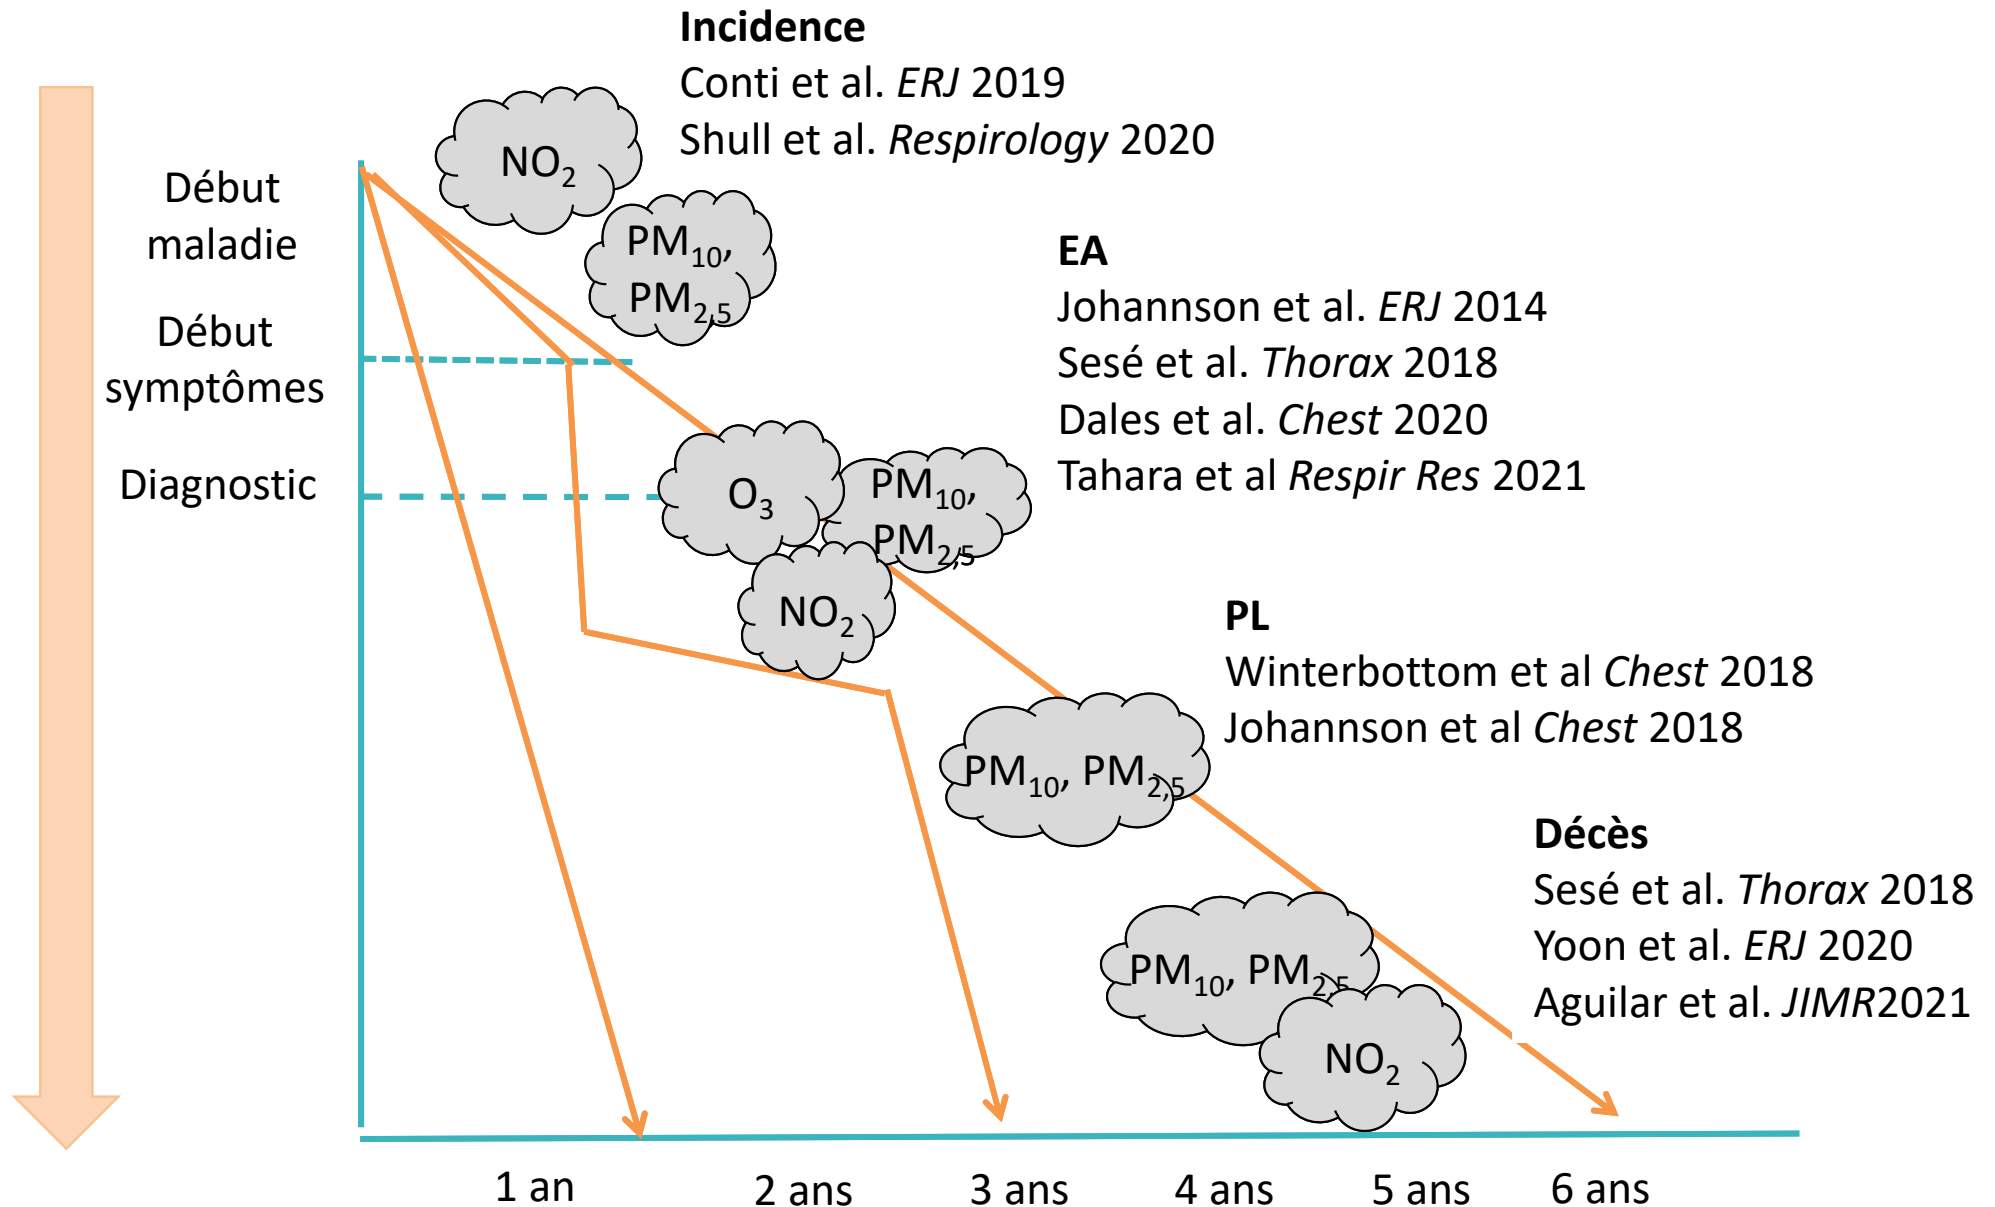 Incidence
Conti et al. ERJ 2019
Shull et al. Respirology 2020
NO2
PM10,
PM2,5
Début
maladie
Début
symptômes
Diagnostic
EA
Johannson et al. ERJ 2014
Sesé et al. Thorax 2018
Dales et al. Chest 2020
Tahara et al Respir Res 2021
O3
PM10,
PM2,5
NO2
PL
Winterbottom et al Chest 2018
Johannson et al Chest 2018
PM10, PM2,5
Décès
Sesé et al. Thorax 2018
Yoon et al. ERJ 2020
Aguilar et al. JIMR2021
PM10, PM2,5
NO2
1 an
2 ans
3 ans
4 ans
5 ans
6 ans